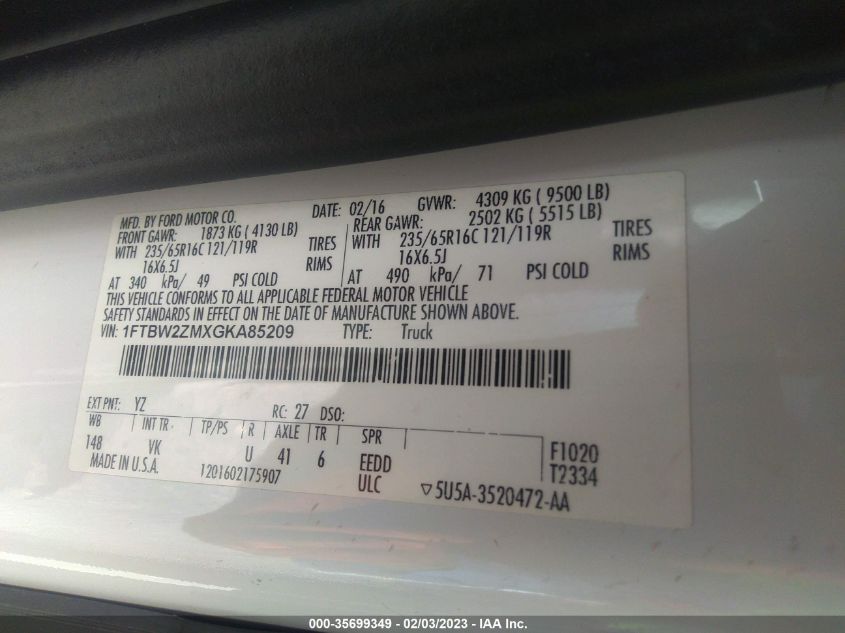 MFD. BY FORD MOTOR CO. DATE: 02/16 GVWR: 4309 KG ( 9500 LB)
FRONT GAWR: 1873 KG ( 4130 LB) REAR GAWR: 2502 KG ( 5515 LB)
WITH 235/65R16C 121/119R TIRES WITH 235/65R16C 121/119R TIRES
16X6.5J RIMS 16X6.5J RIMS
AT 340 kPa/ 49 PSI COLD AT 490 kPa/ 71 PSI COLD
THIS VEHICLE CONFORMS TO ALL APPLICABLE FEDERAL MOTOR VEHICLE
SAFETY STANDARDS IN EFFECT ON THE DATE OF MANUFACTURE SHOWN ABOVE.
VIN: 1FTBW2ZMXGKA85209 TYPE: Truck
EXT PNT: YZ RC: 27 DSO:
WB INT TR TP/PS R AXLE TR SPR
148 VK U 41 6 EEDD F1020
MADE IN U.S.A. 1201602175907 ULC T2334
▽5U5A-3520472-AA
000-35699349 - 02/03/2023 - IAA Inc.